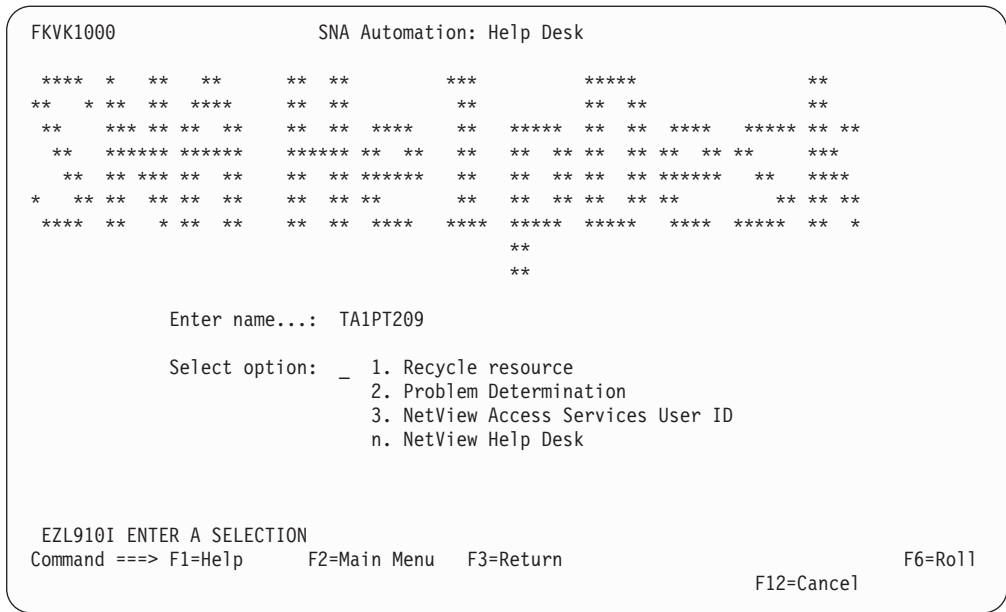 FKVK1000                   SNA Automation: Help Desk

 ****  *   **   **      **  **         ***          *****                **
**   * **  **  ****     **  **          **          **  **               **
 **    *** ** **  **    **  **  ****    **   *****  **  **  ****   ***** ** **
  **   ****** ******    ****** **  **   **   **  ** **  ** **  ** **     ***
   **  ** *** **  **    **  ** ******   **   **  ** **  ** ******   **   ****
*   ** **  ** **  **    **  ** **       **   **  ** **  ** **         ** ** **
 ****  **   * **  **    **  **  ****   ****  *****  *****   ****  *****  **  *
                                             **
                                             **

             Enter name...:  TA1PT209

             Select option:  _  1. Recycle resource
                                2. Problem Determination
                                3. NetView Access Services User ID
                                n. NetView Help Desk

 EZL910I ENTER A SELECTION
Command ===> F1=Help      F2=Main Menu   F3=Return                                F6=Roll
                                                                    F12=Cancel